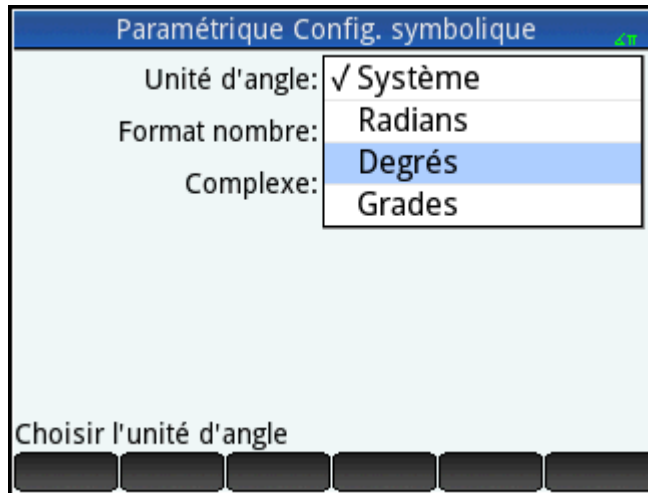 Paramétrique Config. symbolique ∡π
Unité d'angle: √ Système
Radians
Format nombre:
Degrés
Complexe:
Grades
Choisir l'unité d'angle